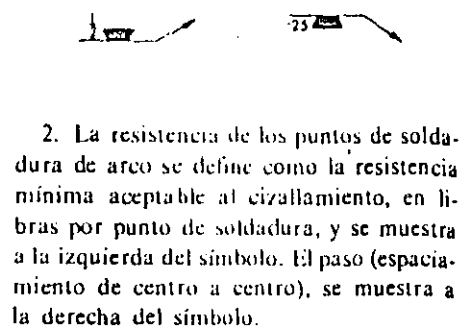 .25
2. La resistencia de los puntos de solda-
dura de arco se define como la resistencia
mínima aceptable al cizallamiento, en li-
bras por punto de soldadura, y se muestra
a la izquierda del símbolo. El paso (espacia-
miento de centro a centro), se muestra a
la derecha del símbolo.